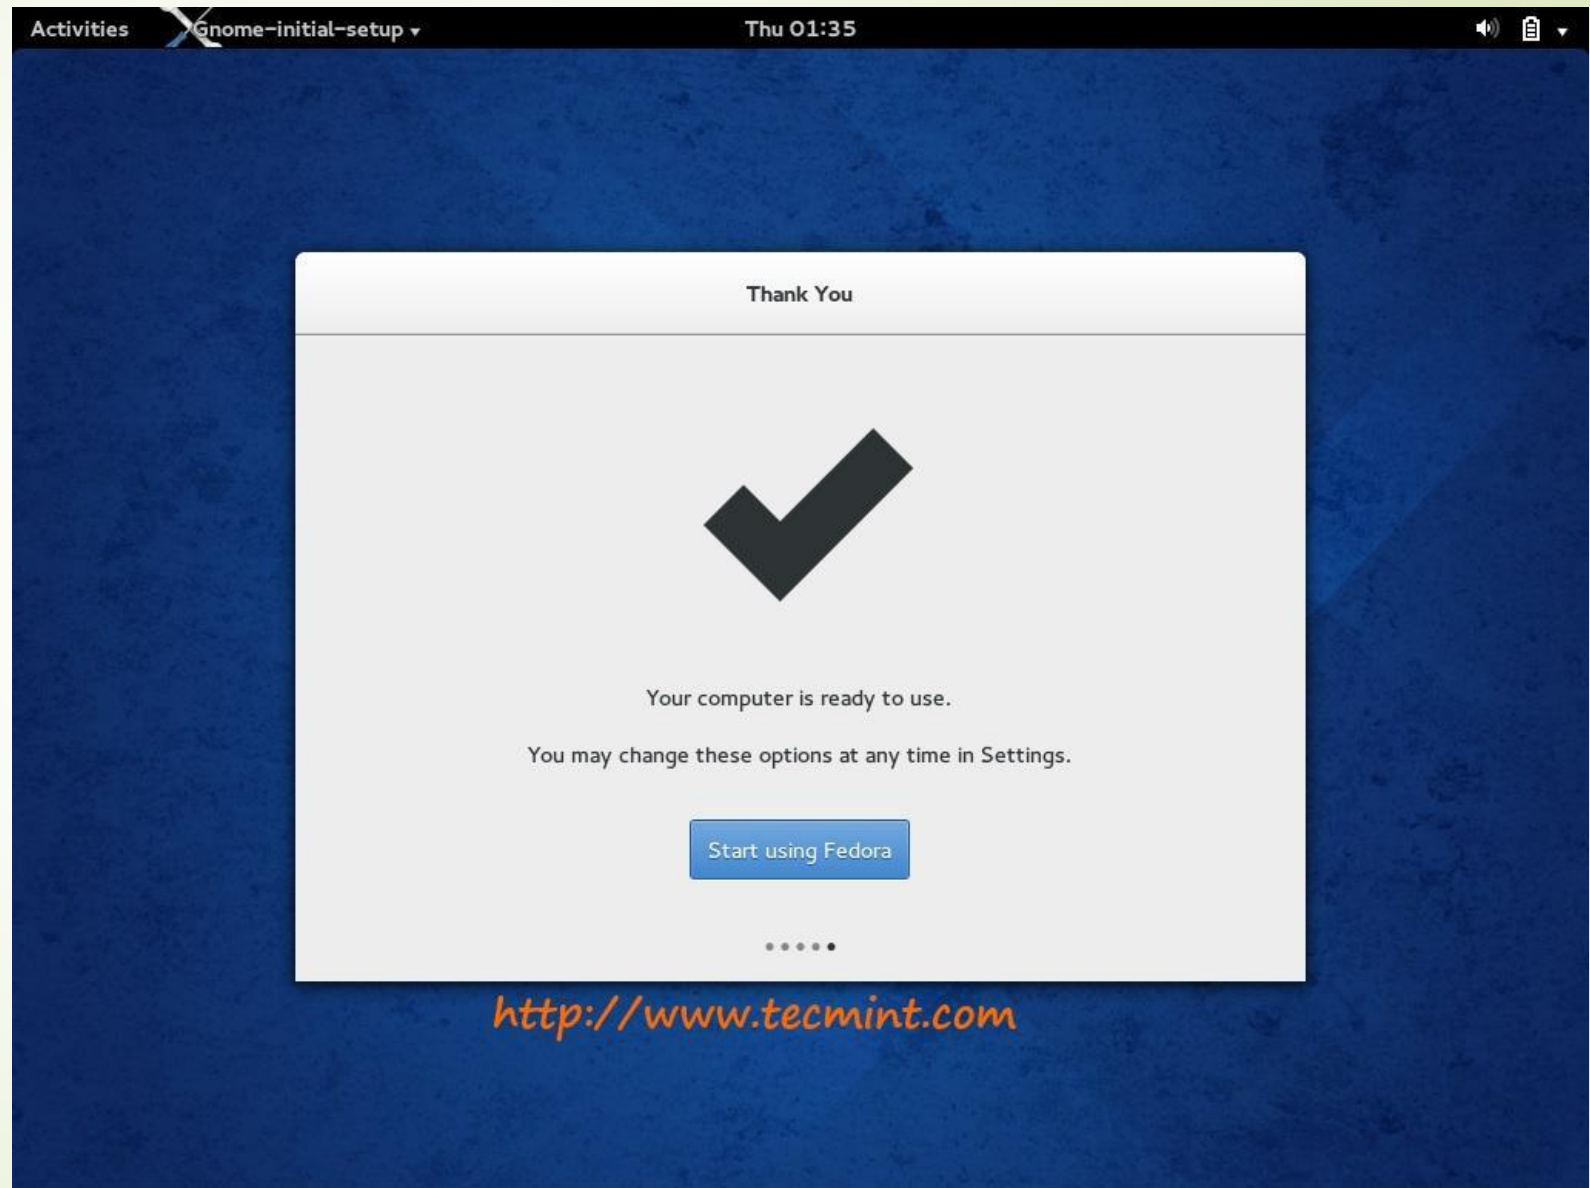 Activities Gnome-initial-setup Thu 01:35
Thank You
Your computer is ready to use.
You may change these options at any time in Settings.
Start using Fedora
http://www.tecmint.com